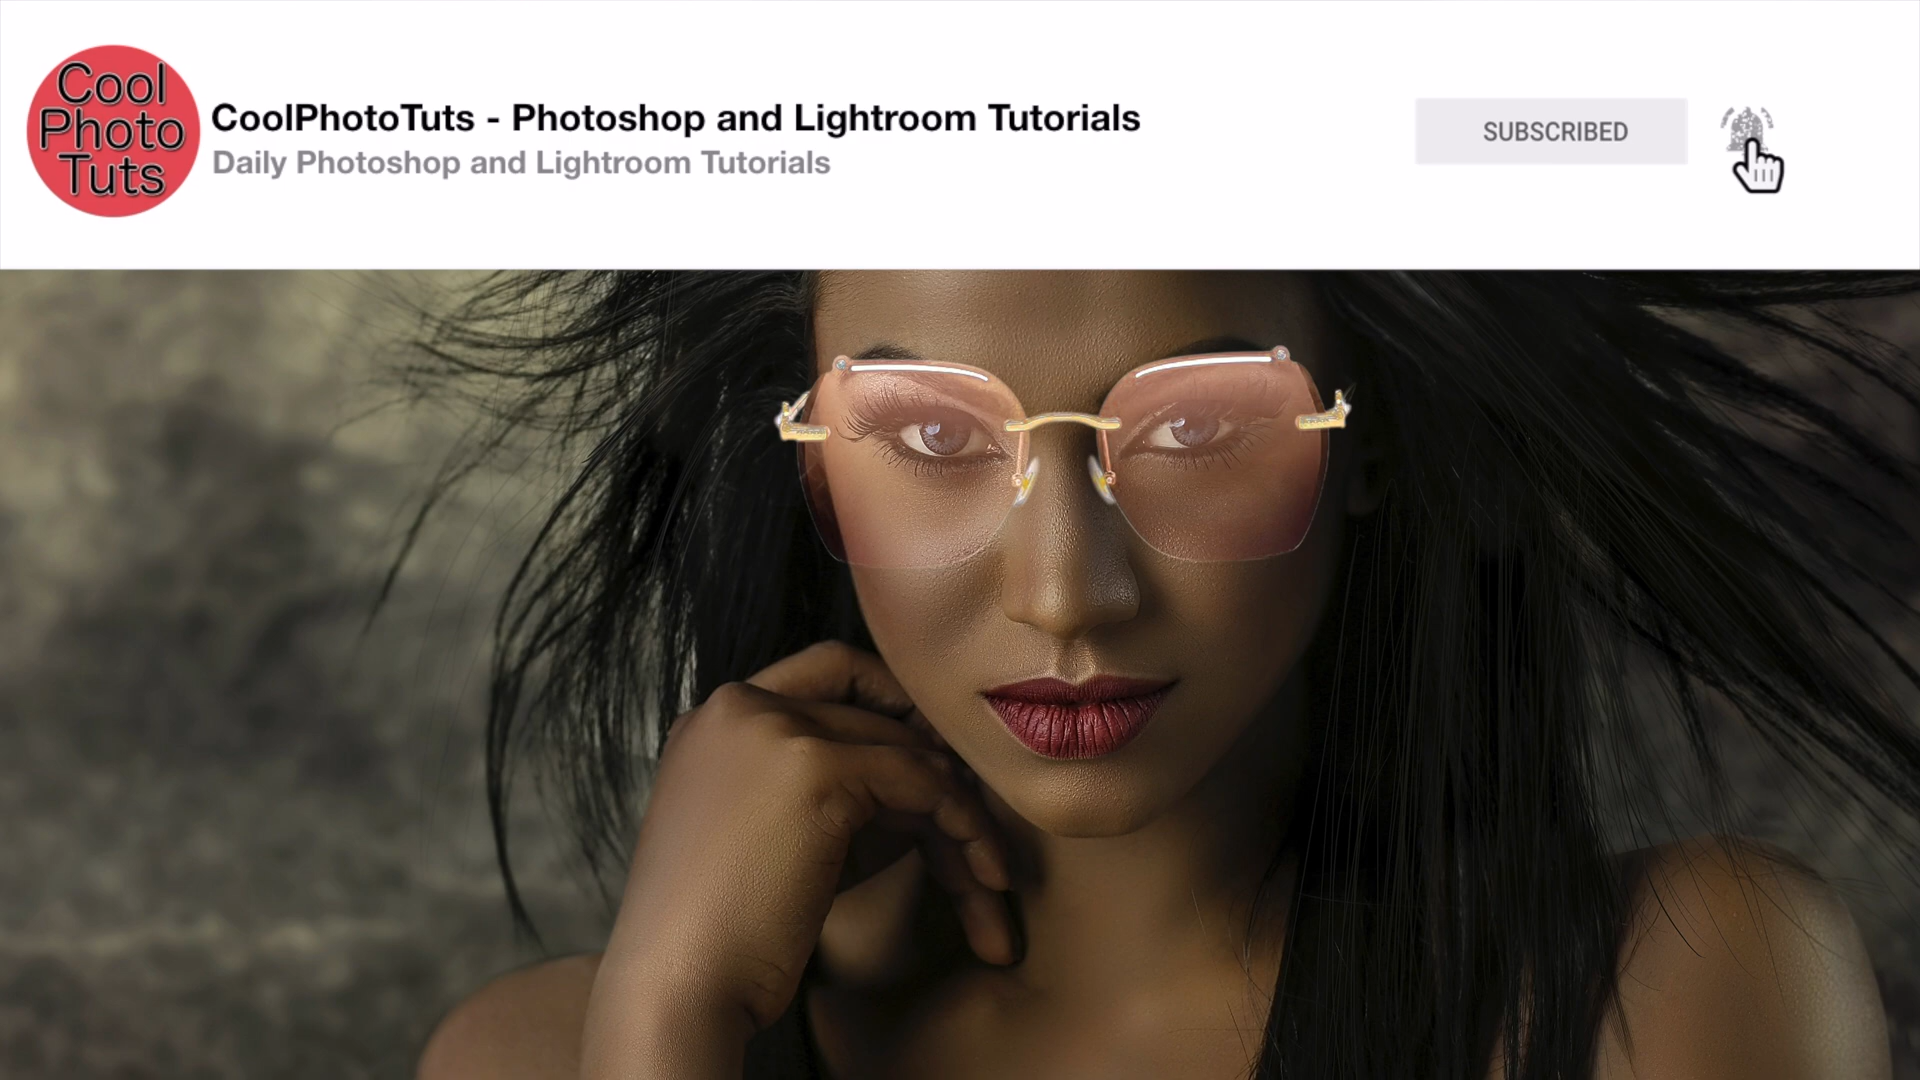 Cool
Photo
Tuts
CoolPhotoTuts - Photoshop and Lightroom Tutorials
Daily Photoshop and Lightroom Tutorials
SUBSCRIBED